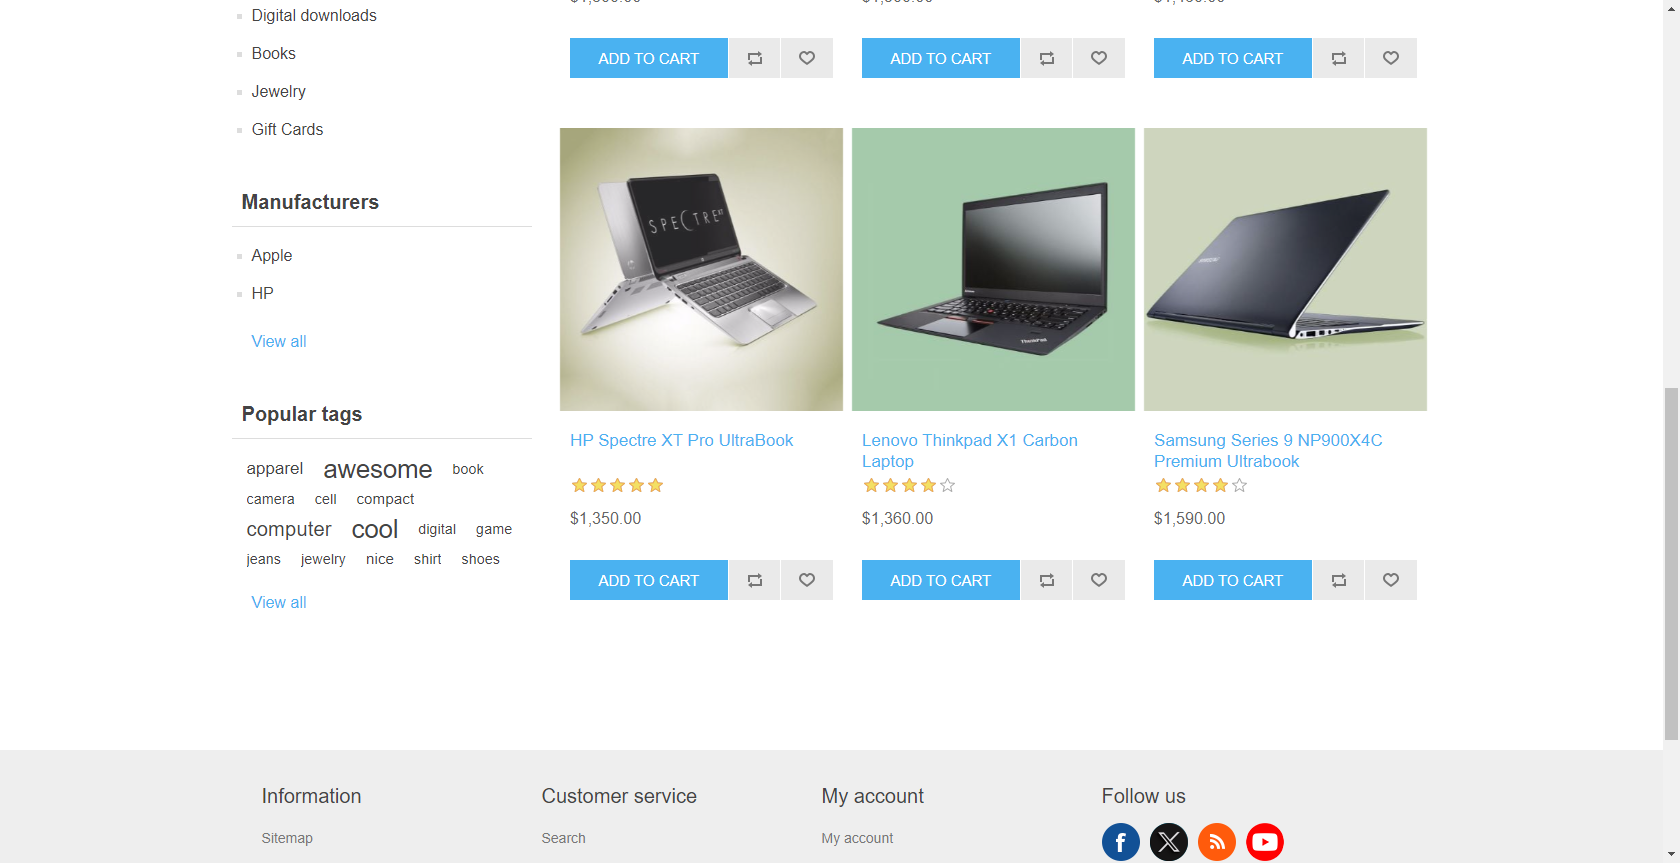 Digital downloads
Books
Jewelry
Gift Cards
Manufacturers
Apple
HP
View all
Popular tags
apparel awesome book
camera cell compact
computer cool digital game
jeans jewelry nice shirt shoes
View all
ADD TO CART
ADD TO CART
ADD TO CART
SPECTRE XT
ThinkPad
HP Spectre XT Pro UltraBook
$1,350.00
ADD TO CART
Lenovo Thinkpad X1 Carbon
Laptop
$1,360.00
ADD TO CART
Samsung Series 9 NP900X4C
Premium Ultrabook
$1,590.00
ADD TO CART
Information
Sitemap
Customer service
Search
My account
My account
Follow us